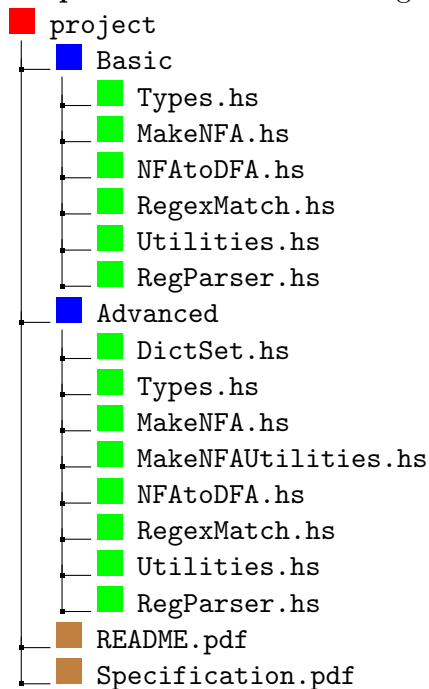 project
Basic
Types.hs
MakeNFA.hs
NFAtoDFA.hs
RegexMatch.hs
Utilities.hs
RegParser.hs
Advanced
DictSet.hs
Types.hs
MakeNFA.hs
MakeNFAUtilities.hs
NFAtoDFA.hs
RegexMatch.hs
Utilities.hs
RegParser.hs
README.pdf
Specification.pdf